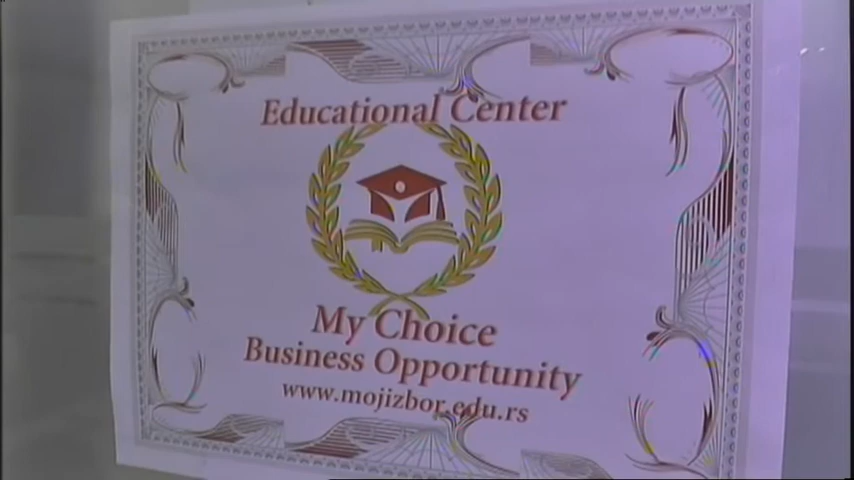 Educational Center
My Choice
Business Opportunity
www.mojizbor.edu.rs